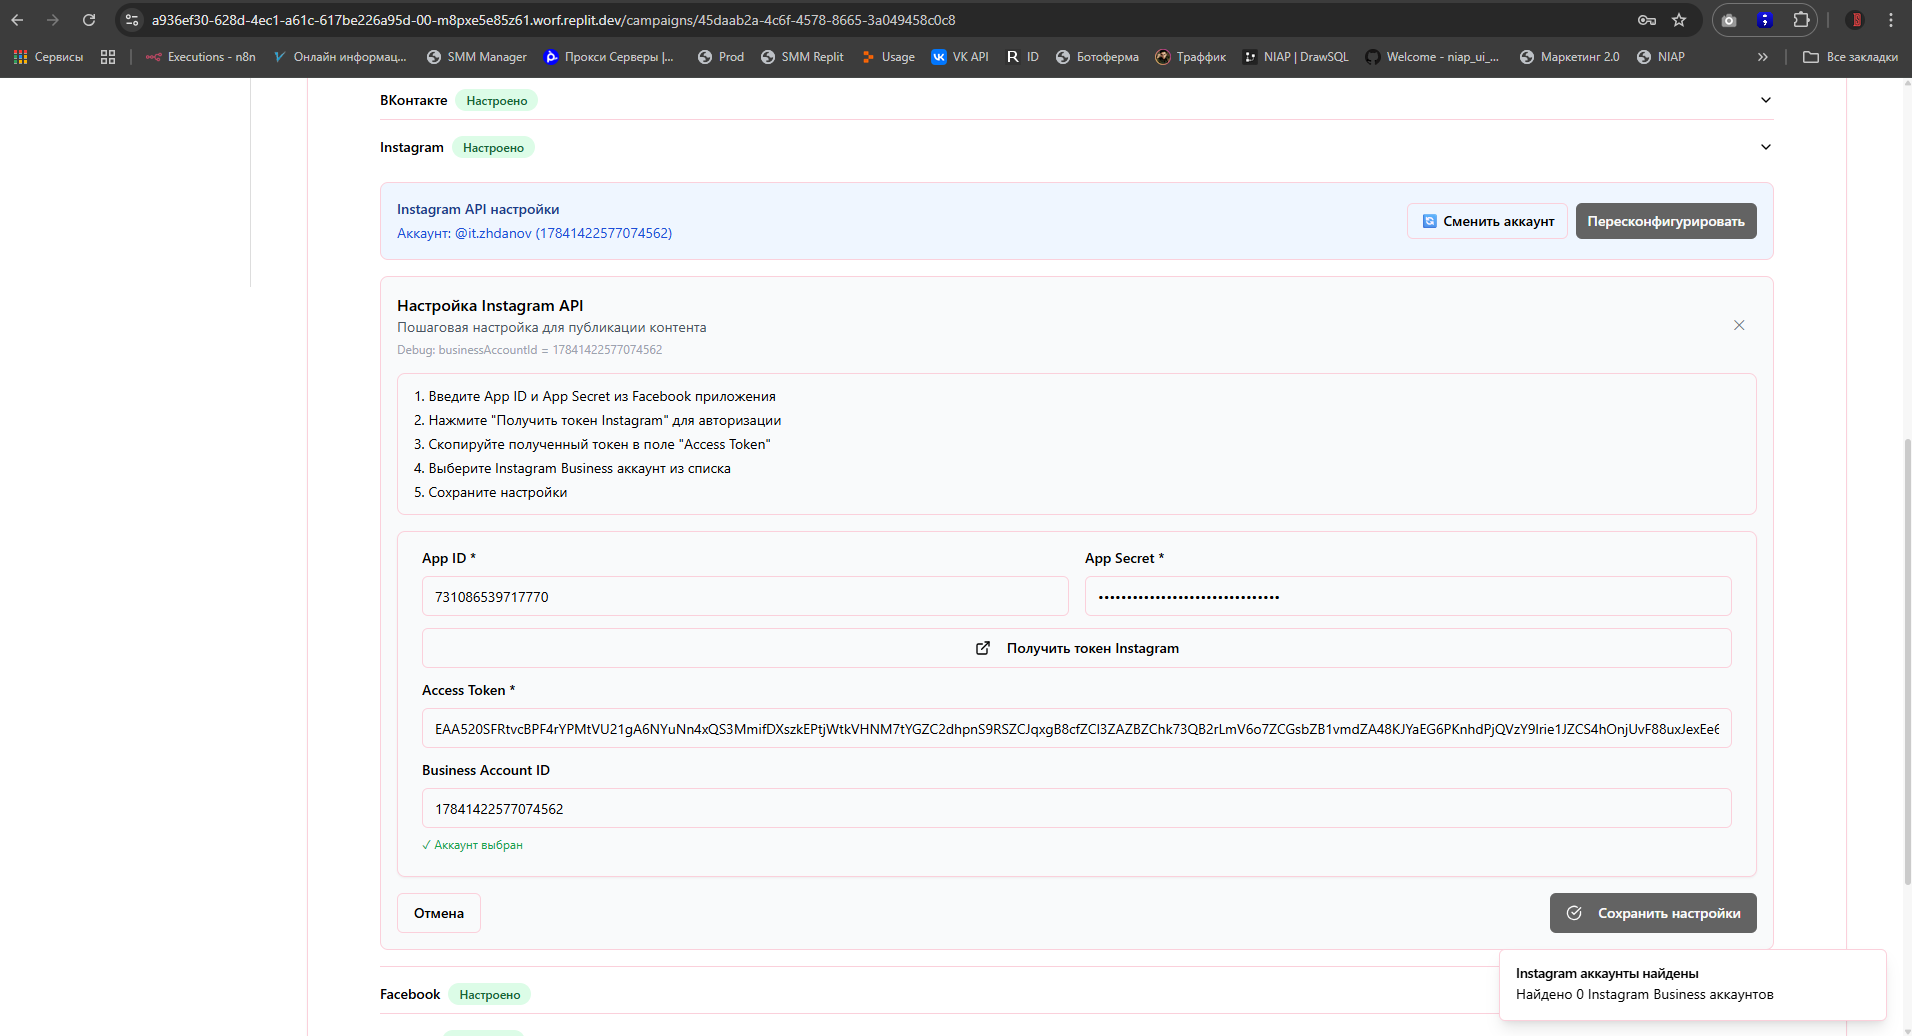 a936ef30-628d-4ec1-a61c-617be226a95d-00-m8pxe5e85z61.worf.replit.dev/campaigns/45daab2a-4c6f-4578-8665-3a049458c0c8
Сервисы
Executions - n8n
Онлайн информац...
SMM Manager
Прокси Серверы |...
Prod
SMM Replit
Usage
VK API
ID
Ботоферма
Траффик
NIAP | DrawSQL
Welcome - niap_ui_...
Маркетинг 2.0
NIAP
»
Все закладки
ВКонтакте Настроено
Instagram Настроено
Instagram API настройки
Аккаунт: @it.zhdanov (17841422577074562)
Сменить аккаунт
Пересконфигурировать
Настройка Instagram API
Пошаговая настройка для публикации контента
Debug: businessAccountId = 17841422577074562
1. Введите App ID и App Secret из Facebook приложения
2. Нажмите "Получить токен Instagram" для авторизации
3. Скопируйте полученный токен в поле "Access Token"
4. Выберите Instagram Business аккаунт из списка
5. Сохраните настройки
App ID *
App Secret *
731086539717770
••••••••••••••••••••••••••••••••
Получить токен Instagram
Access Token *
EAA520SFRtvcBPF4rYPMtVU21gA6NYuNn4xQS3MmifDXszkEPtjWtkVHNM7tYGZC2dhpnS9RSZCJqxgB8cfZCl3ZAZBZChk73QB2rLmV6o7ZCGsbZB1vmdZA48KJYaEG6PKnhdPjQVzY9Irie1JZCS4hOnjUvF88uxJexEe6
Business Account ID
17841422577074562
✓ Аккаунт выбран
Отмена
Сохранить настройки
Instagram аккаунты найдены
Найдено 0 Instagram Business аккаунтов
Facebook Настроено